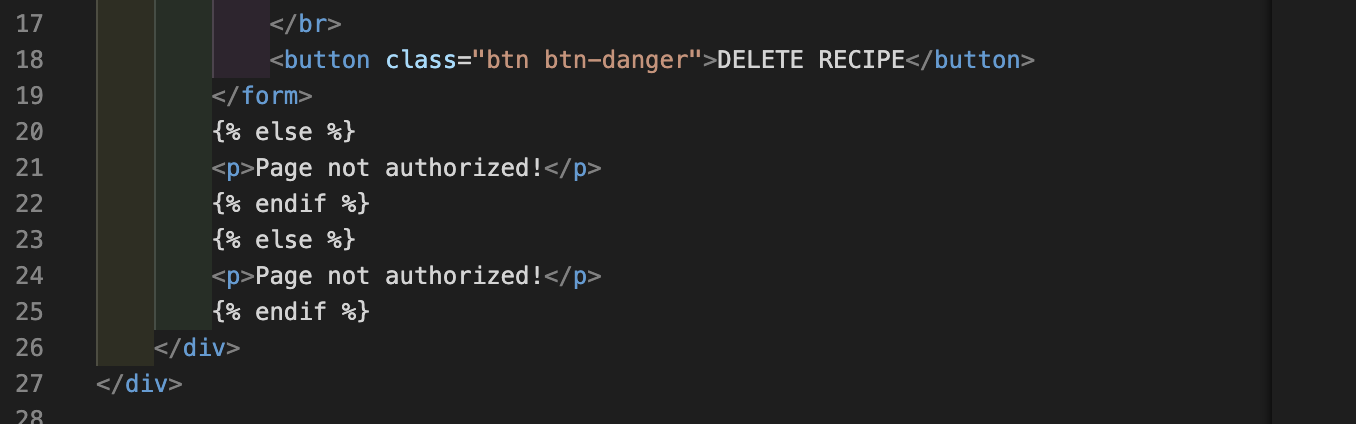 17 </br>
18 <button class="btn btn-danger">DELETE RECIPE</button>
19 </form>
20 {% else %}
21 <p>Page not authorized!</p>
22 {% endif %}
23 {% else %}
24 <p>Page not authorized!</p>
25 {% endif %}
26 </div>
27 </div>
28